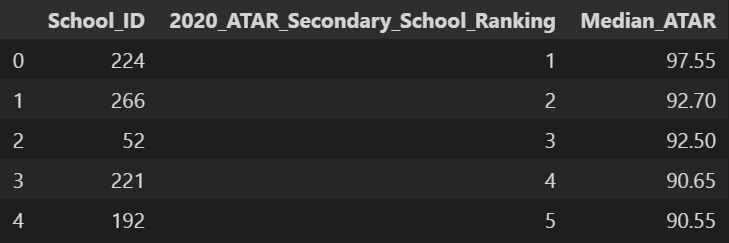 School_ID 2020_ATAR_Secondary_School_Ranking Median_ATAR
0 224 1 97.55
1 266 2 92.70
2 52 3 92.50
3 221 4 90.65
4 192 5 90.55